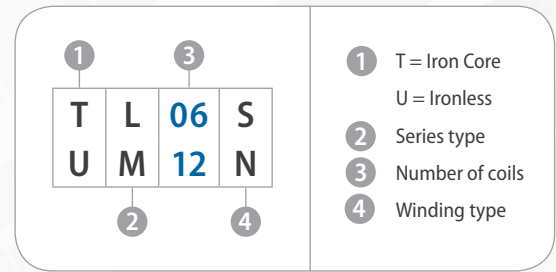 1 3
T L 06 S
U M 12 N
2 4
1 T = Iron Core
U = Ironless
2 Series type
3 Number of coils
4 Winding type